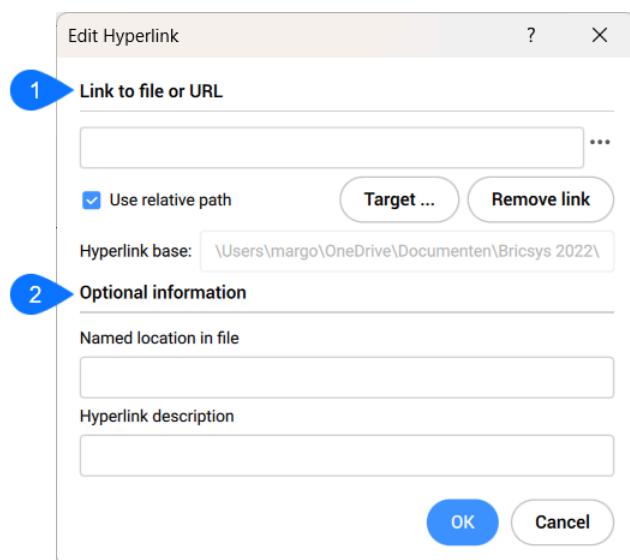 Edit Hyperlink ?
1 Link to file or URL
...
Use relative path Target ... Remove link
Hyperlink base: \Users\margo\OneDrive\Documenten\Bricsys 2022\
2 Optional information
Named location in file
Hyperlink description
OK Cancel